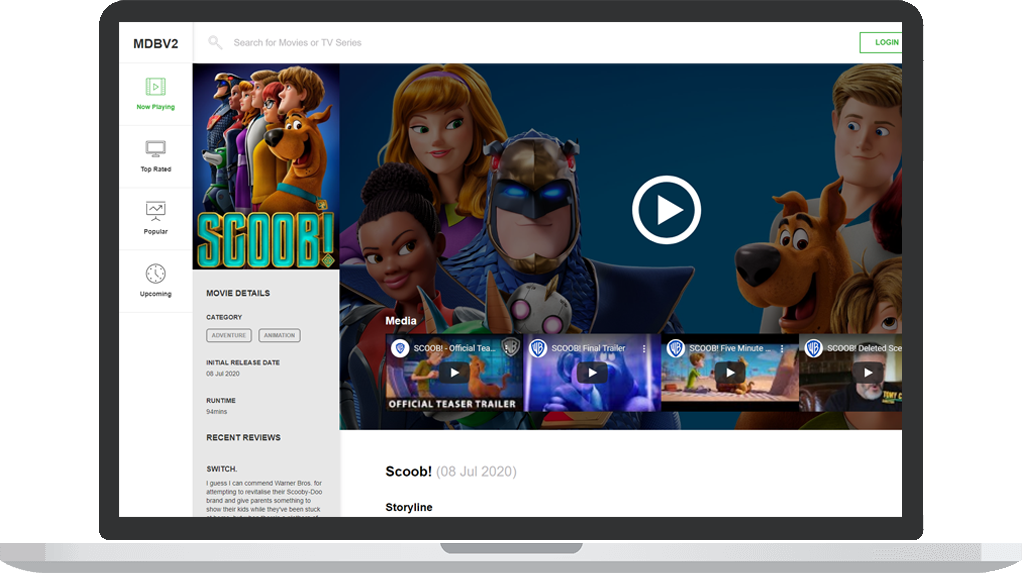 MDBV2
Search for Movies or TV Series
LOGIN
Now Playing
Top Rated
Popular
Upcoming
SCOOB!
MOVIE DETAILS
CATEGORY
ADVENTURE
ANIMATION
INITIAL RELEASE DATE
08 Jul 2020
RUNTIME
94mins
RECENT REVIEWS
SWITCH.
I guess I can commend Warner Bros. for
attempting to revitalise their Scooby-Doo
brand and give parents something to
show their kids while they've been stuck
Media
SCOOB! - Official Tea...
OFFICIAL TEASER TRAILER
SCOOB! Final Trailer
SCOOB! Five Minute
SCOOB! Deleted Sce
TONY C
Scoob! (08 Jul 2020)
Storyline